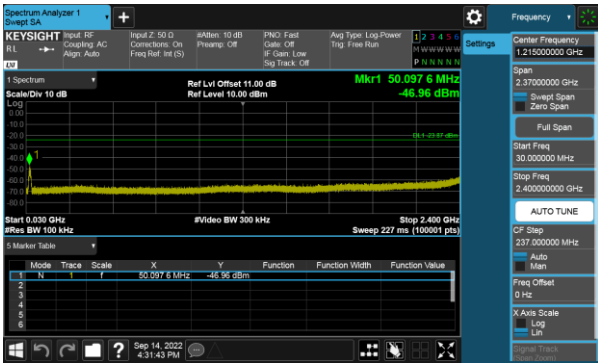 Spectrum Analyzer 1
Swept SA
KEYSIGHT
RL
Input: RF
Coupling: AC
Align: Auto
Input Z: 50 Ω
Corrections: On
Freq Ref: Int (S)
#Atten: 10 dB
Preamp: Off
PNO: Fast
Gate: Off
IF Gain: Low
Sig Track: Off
Avg Type: Log-Power
Trig: Free Run
1 2 3 4 5 6
M W W W W W
P N N N N N
1 Spectrum
Scale/Div 10 dB
Ref Lvl Offset 11.00 dB
Ref Level 10.00 dBm
Mkr1 50.097 6 MHz
-46.96 dBm
Log
0.00
-10.0
-20.0
-30.0
-40.0
-50.0
-60.0
-70.0
-80.0
1
DL1 -23.87 dBm
Start 0.030 GHz
#Res BW 100 kHz
#Video BW 300 kHz
Stop 2.400 GHz
Sweep 227 ms (100001 pts)
5 Marker Table
Mode Trace Scale X Y Function Function Width Function Value
1 N 1 f 50.097 6 MHz -46.96 dBm
2
3
4
5
6
Sep 14, 2022
4:31:43 PM
Frequency
Settings
Center Frequency
1.215000000 GHz
Span
2.37000000 GHz
Swept Span
Zero Span
Full Span
Start Freq
30.000000 MHz
Stop Freq
2.400000000 GHz
AUTO TUNE
CF Step
237.000000 MHz
Auto
Man
Freq Offset
0 Hz
X Axis Scale
Log
Lin
Signal Track
(Span Zoom)